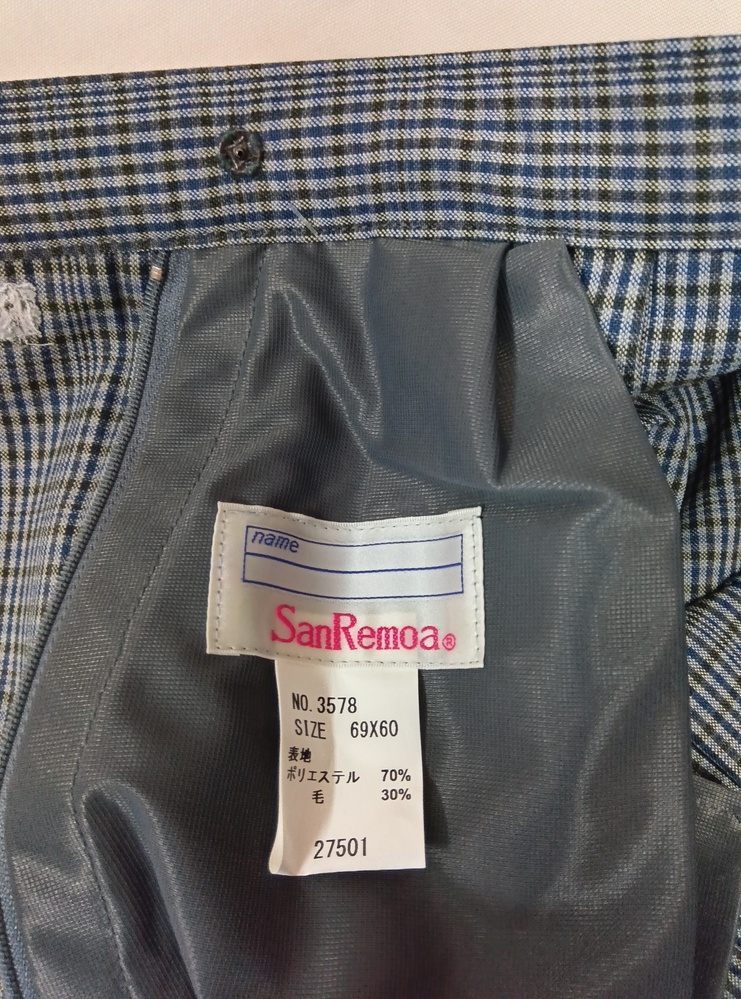 name
SanRemoa®
NO.3578
SIZE 69X60
表地
ポリエステル 70%
毛 30%
27501